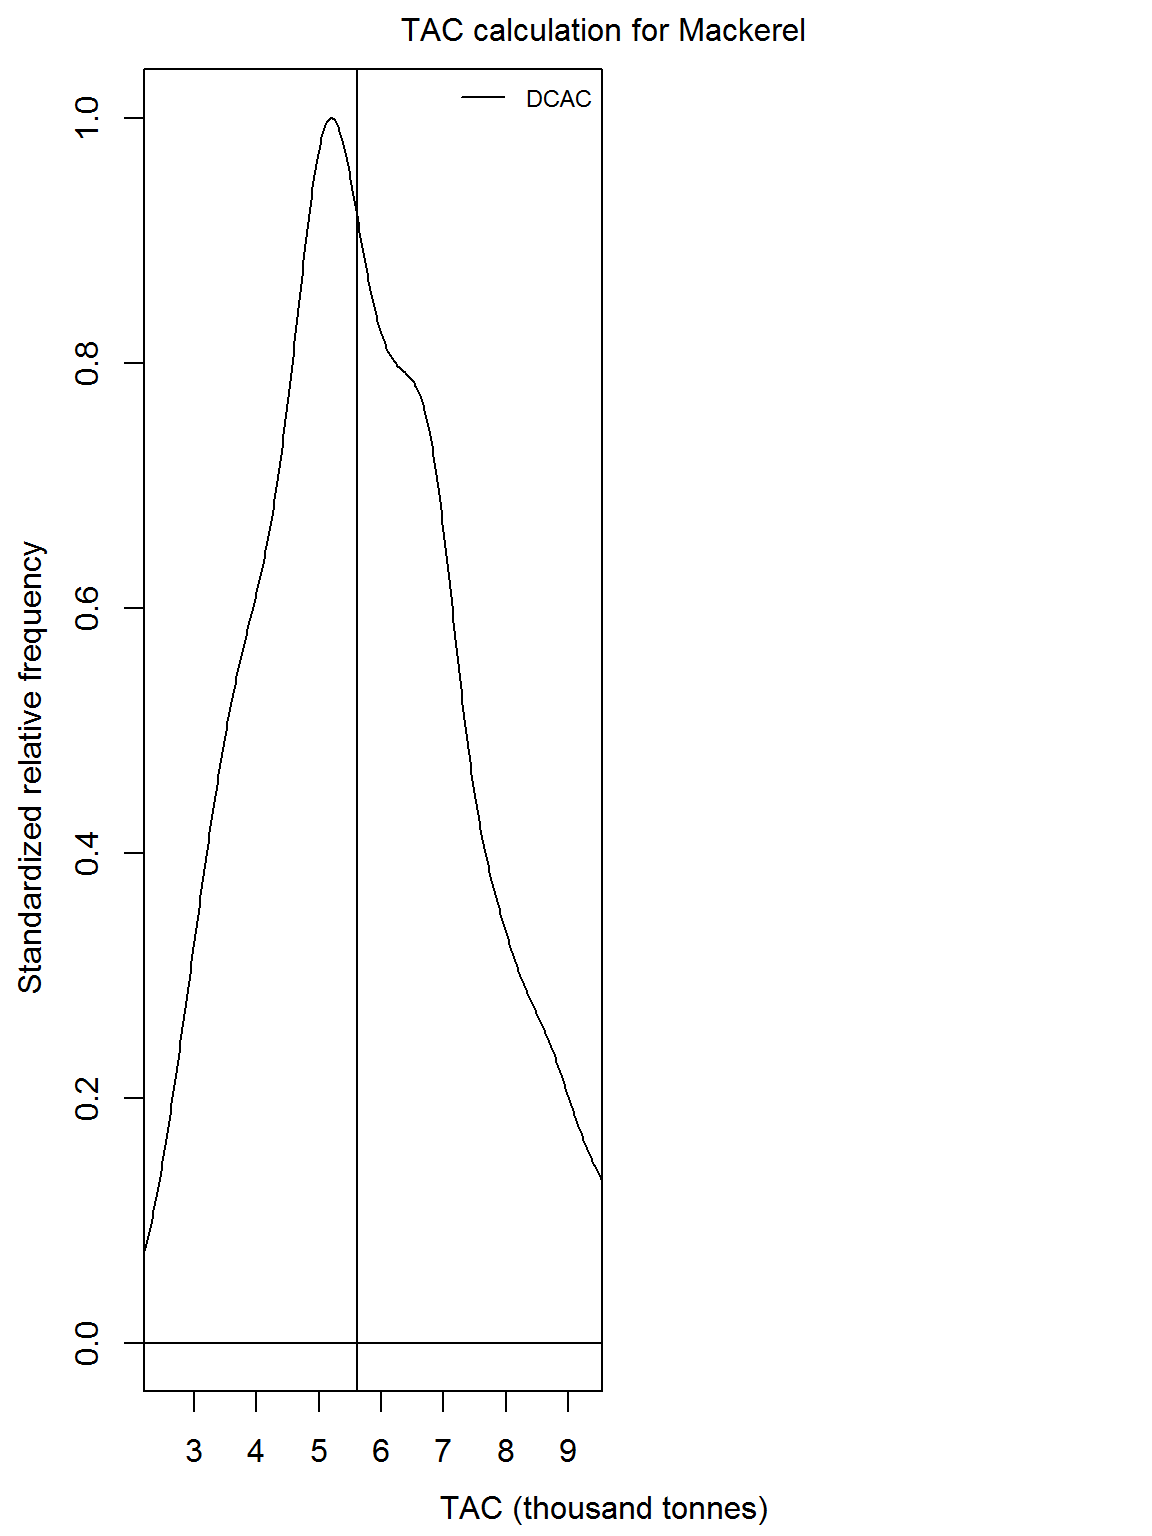 TAC calculation for Mackerel
DCAC
Standardized relative frequency
1.0
0.8
0.6
0.4
0.2
0.0
3 4 5 6 7 8 9
TAC (thousand tonnes)